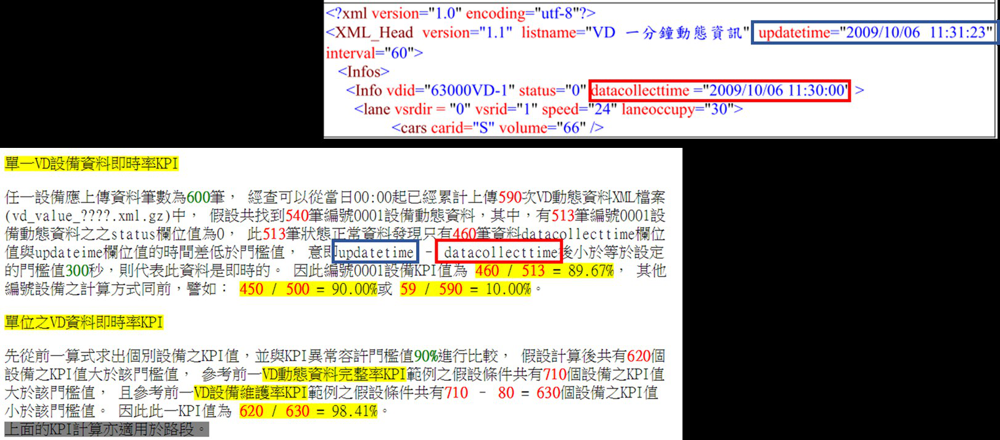 <?xml version="1.0" encoding="utf-8"?>
<XML_Head version="1.1" listname="VD 一分鐘動態資訊" updatetime="2009/10/06 11:31:23"
interval="60">
<Infos>
<Info vdid="63000VD-1" status="0" datacollecttime ="2009/10/06 11:30:00" >
<lane vsrdir = "0" vsrid="1" speed="24" laneoccupy="30">
<cars carid="S" volume="66" />
單一VD設備資料即時率KPI
任一設備應上傳資料筆數為600筆， 經查可以從當日00:00起已經累計上傳590次VD動態資料XML檔案
(vd_value_????.xml.gz)中， 假設共找到540筆編號0001設備動態資料，其中，有513筆編號0001設
備動態資料之之status欄位值為0， 此513筆狀態正常資料發現只有460筆資料datacollecttime欄位
值與updateime欄位值的時間差低於門檻值， 意即updatetime - datacollecttime後小於等於設定
的門檻值300秒，則代表此資料是即時的。 因此編號0001設備KPI值為 460 / 513 = 89.67%， 其他
編號設備之計算方式同前，譬如： 450 / 500 = 90.00%或 59 / 590 = 10.00%。
單位之VD資料即時率KPI
先從前一算式求出個別設備之KPI值，並與KPI異常容許門檻值90%進行比較， 假設計算後共有620個
設備之KPI值大於該門檻值， 參考前一VD動態資料完整率KPI範例之假設條件共有710個設備之KPI值
大於該門檻值， 且參考前一VD設備維護率KPI範例之假設條件共有710 - 80 = 630個設備之KPI值
小於該門檻值。 因此此一KPI值為 620 / 630 = 98.41%。
上面的KPI計算亦適用於路段。